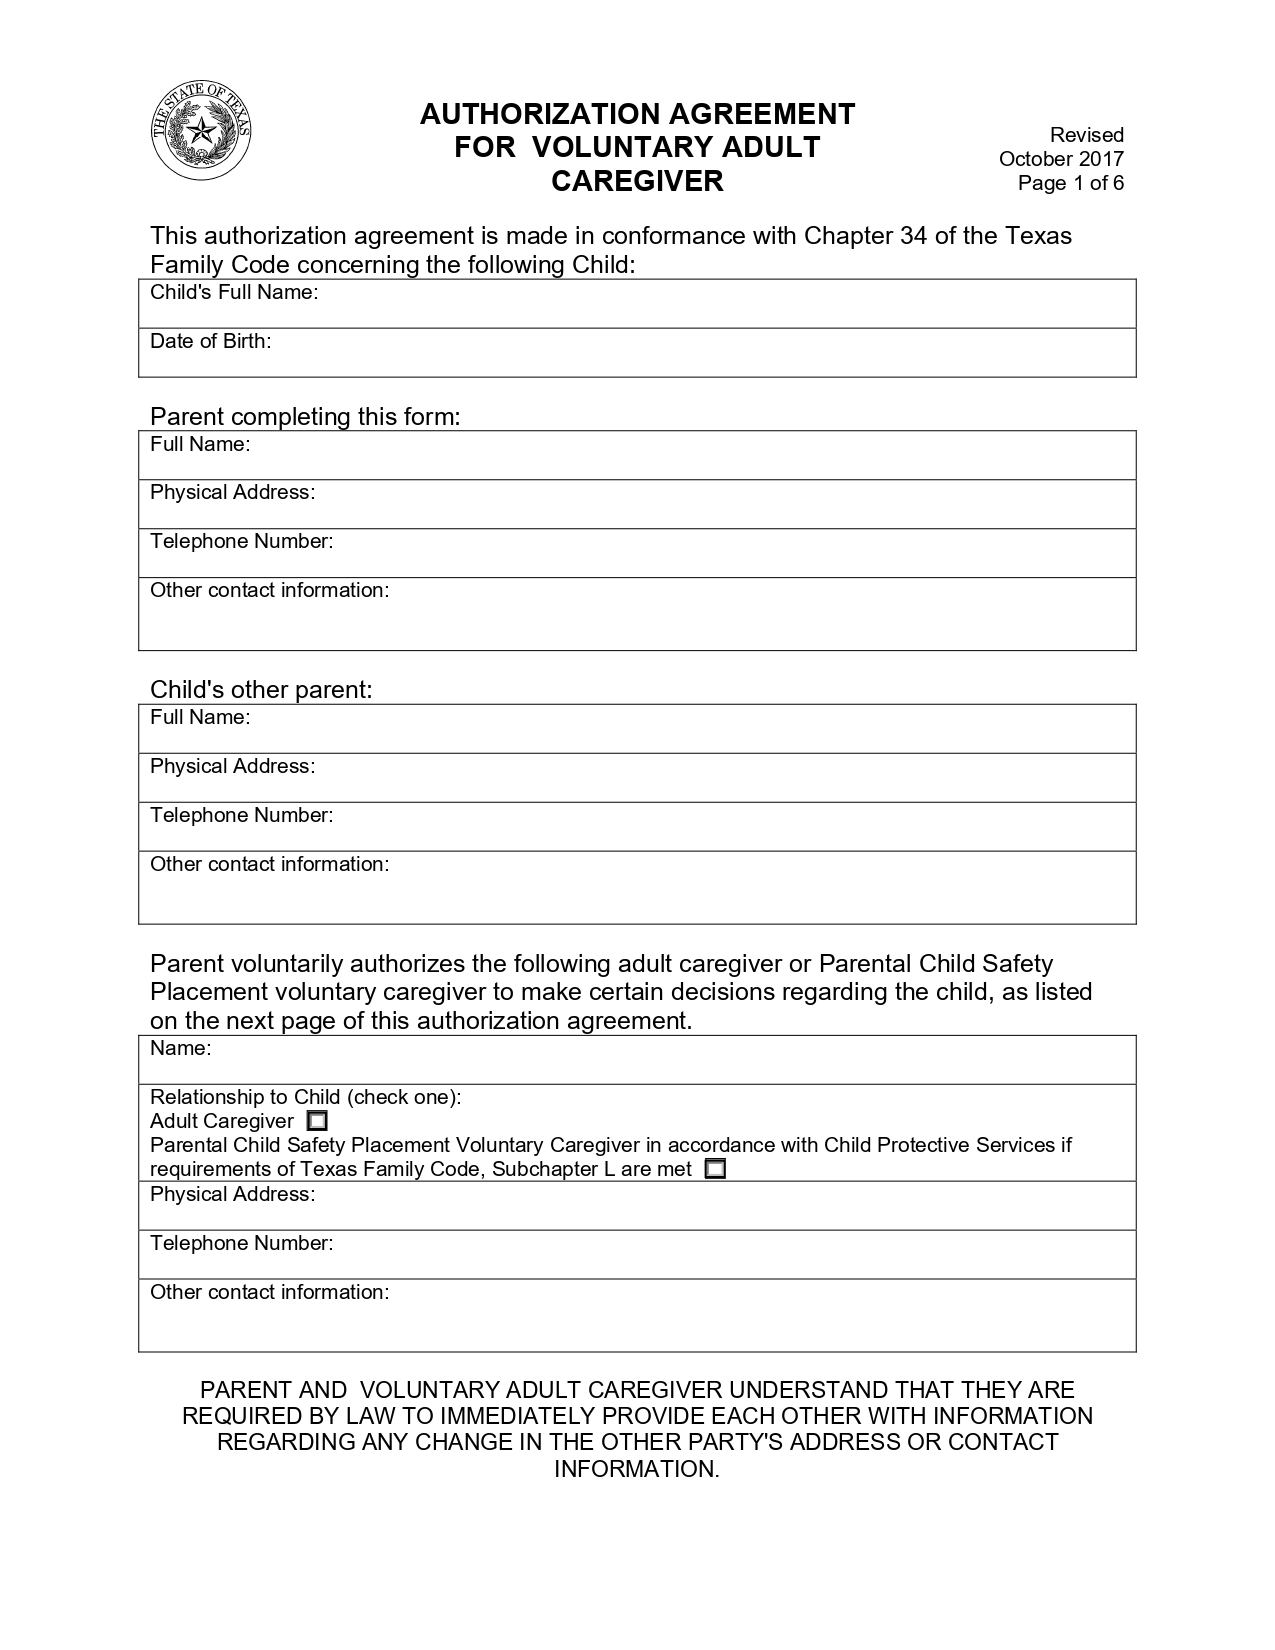 THE STATE OF TEXAS
AUTHORIZATION AGREEMENT
FOR VOLUNTARY ADULT
CAREGIVER
Revised
October 2017
Page 1 of 6
This authorization agreement is made in conformance with Chapter 34 of the Texas
Family Code concerning the following Child:
Child's Full Name:
Date of Birth:
Parent completing this form:
Full Name:
Physical Address:
Telephone Number:
Other contact information:
Child's other parent:
Full Name:
Physical Address:
Telephone Number:
Other contact information:
Parent voluntarily authorizes the following adult caregiver or Parental Child Safety
Placement voluntary caregiver to make certain decisions regarding the child, as listed
on the next page of this authorization agreement.
Name:
Relationship to Child (check one):
Adult Caregiver
Parental Child Safety Placement Voluntary Caregiver in accordance with Child Protective Services if
requirements of Texas Family Code, Subchapter L are met
Physical Address:
Telephone Number:
Other contact information:
PARENT AND VOLUNTARY ADULT CAREGIVER UNDERSTAND THAT THEY ARE
REQUIRED BY LAW TO IMMEDIATELY PROVIDE EACH OTHER WITH INFORMATION
REGARDING ANY CHANGE IN THE OTHER PARTY'S ADDRESS OR CONTACT
INFORMATION.